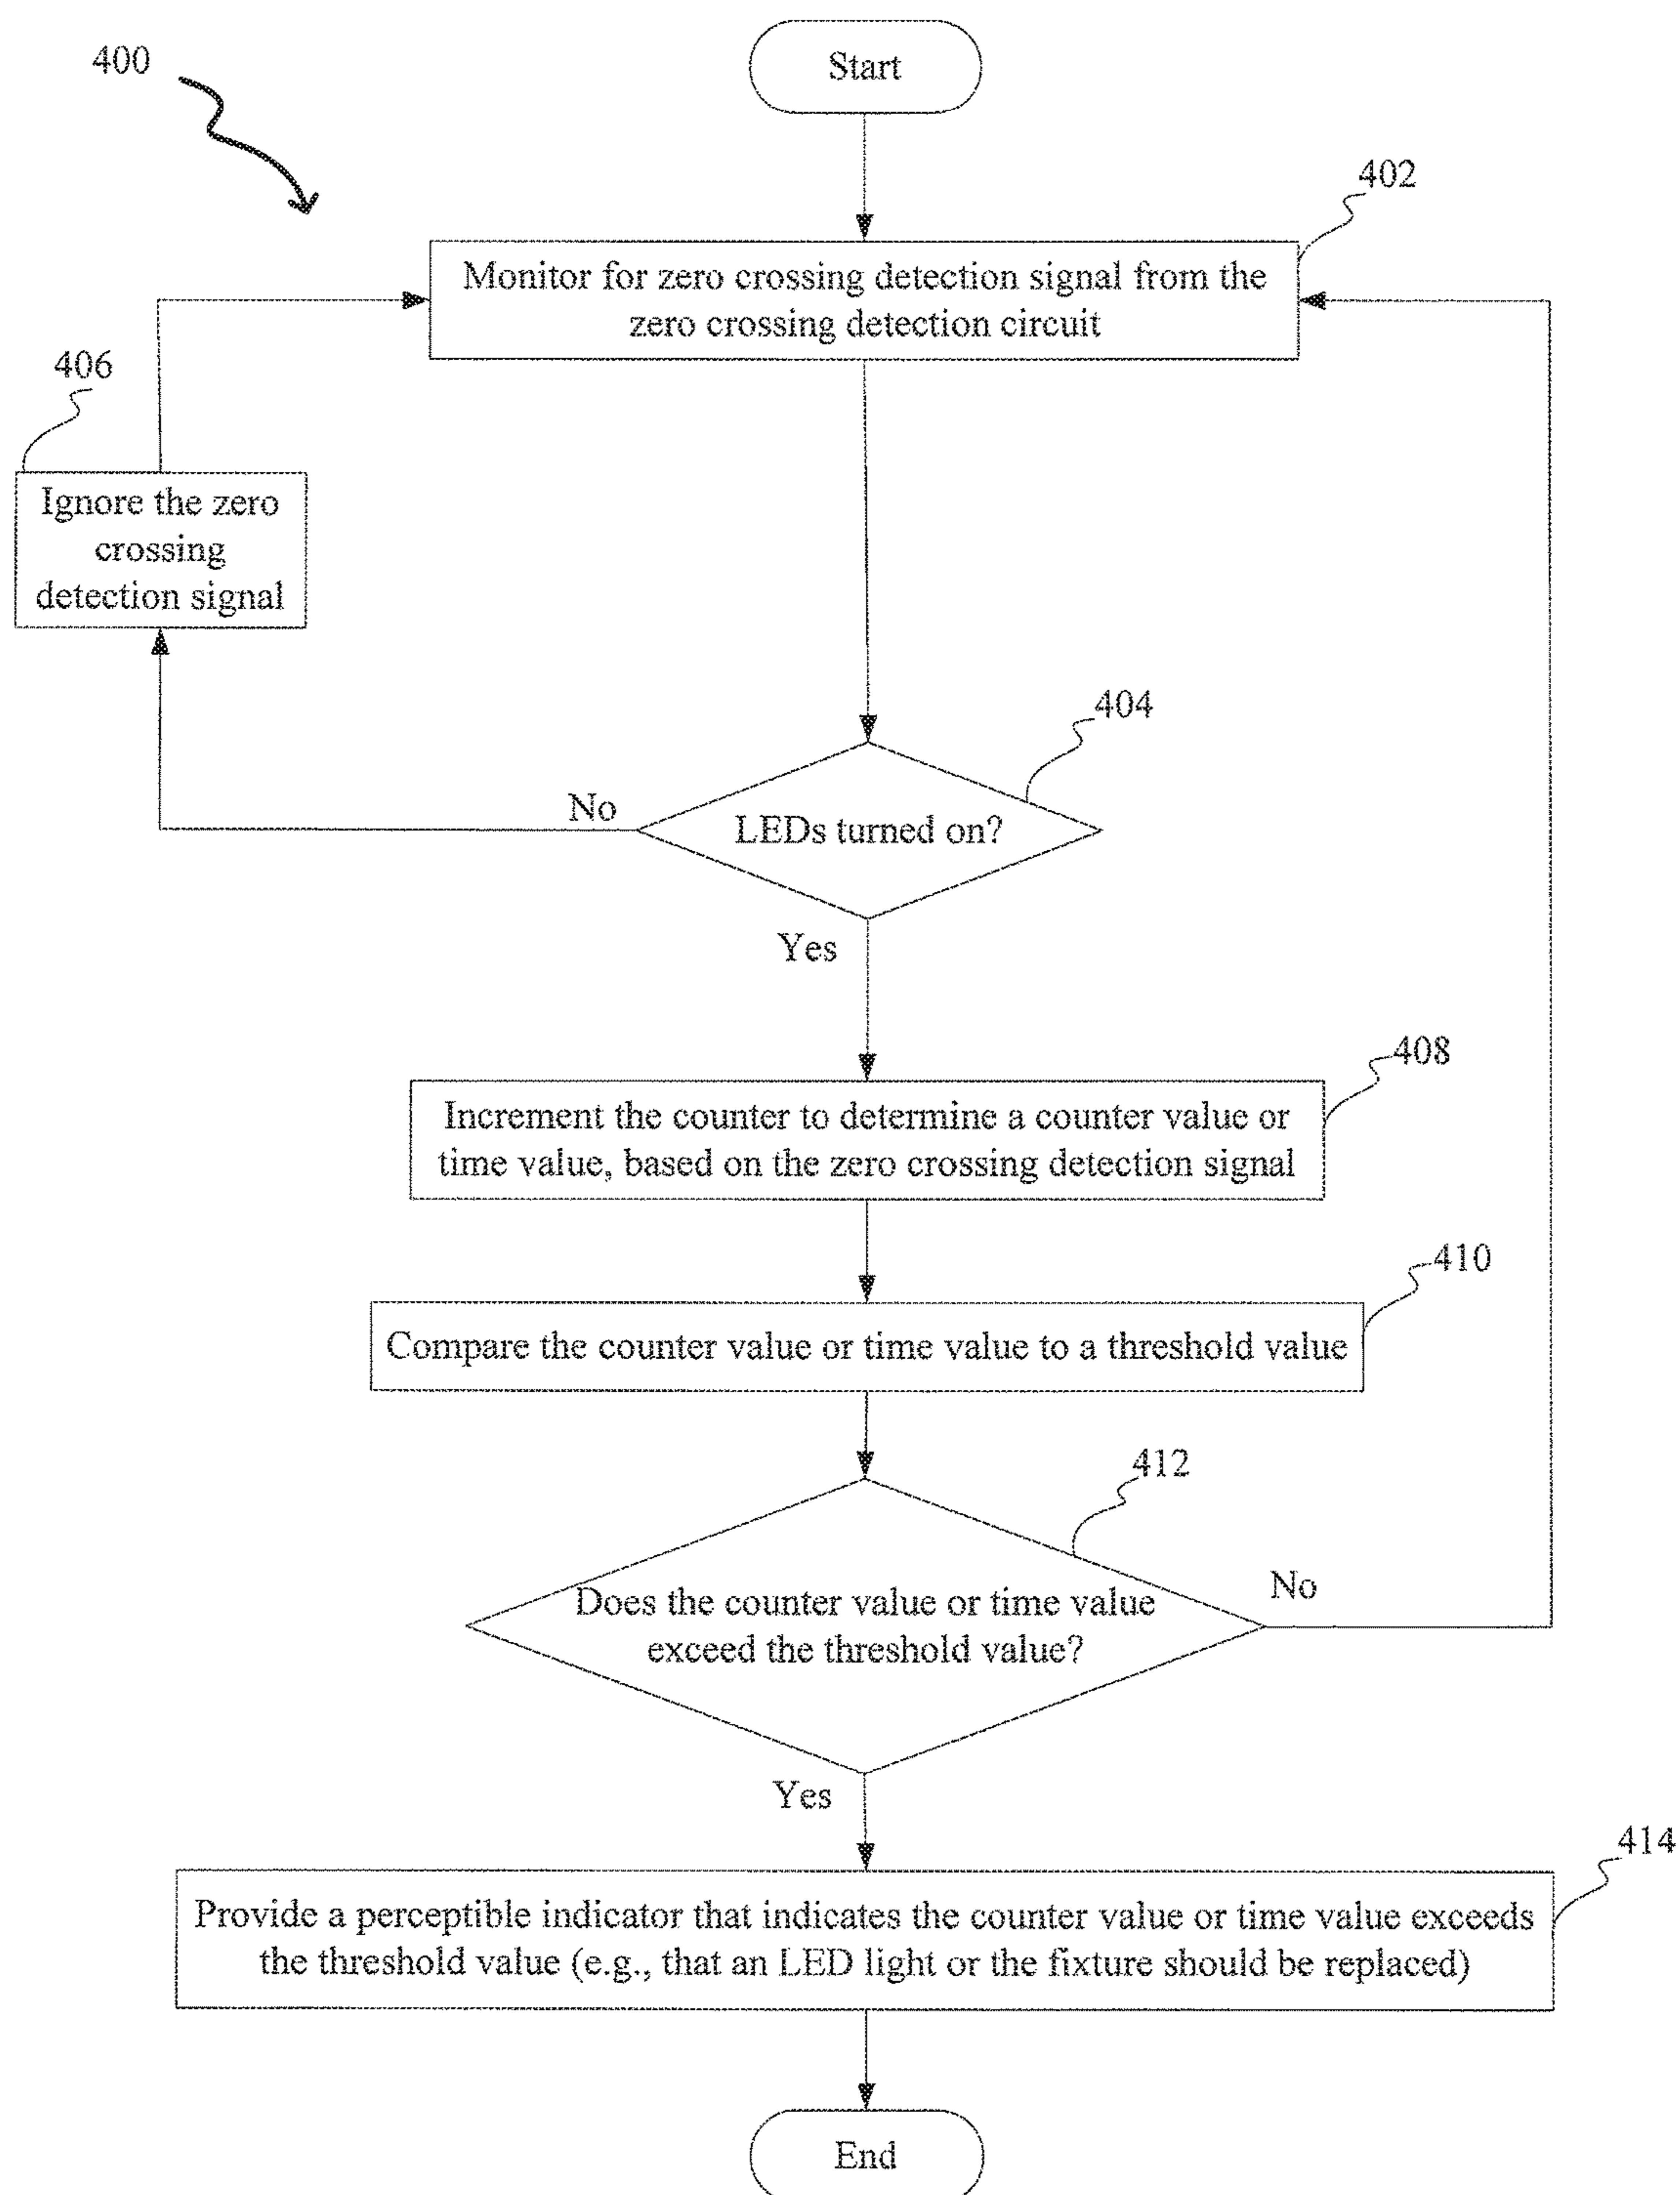 400
Start
402
Monitor for zero crossing detection signal from the
zero crossing detection circuit
406
Ignore the zero
crossing
detection signal
404
No
LEDs turned on?
Yes
408
Increment the counter to determine a counter value or
time value, based on the zero crossing detection signal
410
Compare the counter value or time value to a threshold value
412
Does the counter value or time value
exceed the threshold value?
No
Yes
414
Provide a perceptible indicator that indicates the counter value or time value exceeds
the threshold value (e.g., that an LED light or the fixture should be replaced)
End